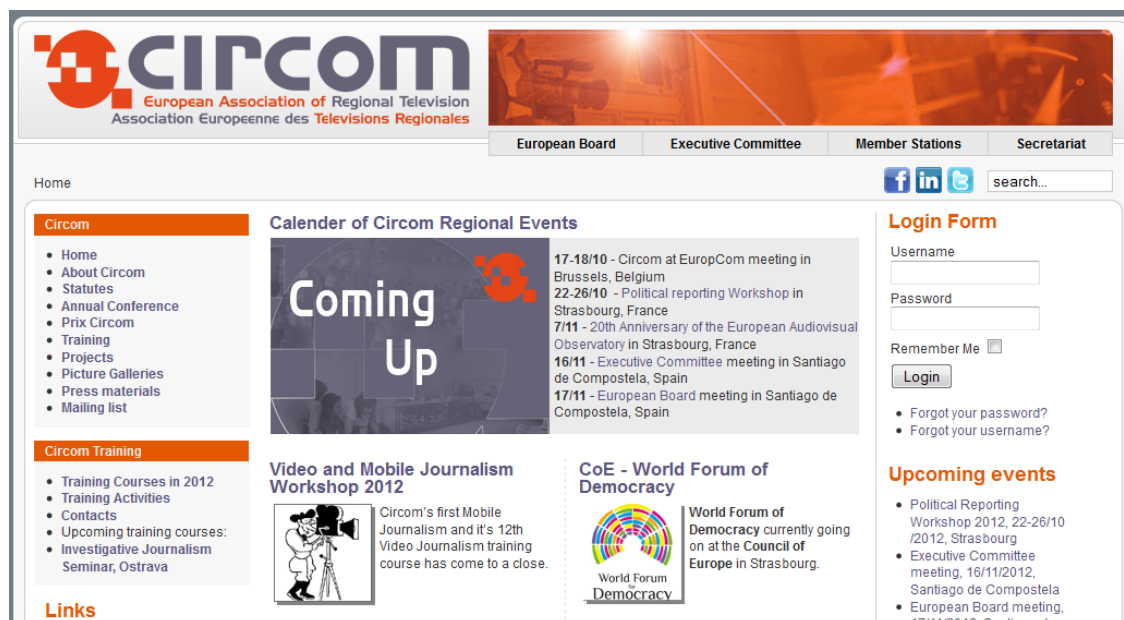 circom
European Association of Regional Television
Association Europeenne des Televisions Regionales
European Board
Executive Committee
Member Stations
Secretariat
Home
f in t
search...
Circom
Home
About Circom
Statutes
Annual Conference
Prix Circom
Training
Projects
Picture Galleries
Press materials
Mailing list
Circom Training
Training Courses in 2012
Training Activities
Contacts
Upcoming training courses:
Investigative Journalism
Seminar, Ostrava
Links
Calender of Circom Regional Events
Coming
Up
17-18/10 - Circom at EuropCom meeting in
Brussels, Belgium
22-26/10 - Political reporting Workshop in
Strasbourg, France
7/11 - 20th Anniversary of the European Audiovisual
Observatory in Strasbourg, France
16/11 - Executive Committee meeting in Santiago
de Compostela, Spain
17/11 - European Board meeting in Santiago de
Compostela, Spain
Video and Mobile Journalism
Workshop 2012
Circom's first Mobile
Journalism and it's 12th
Video Journalism training
course has come to a close.
CoE - World Forum of
Democracy
World Forum
for
Democracy
World Forum of
Democracy currently going
on at the Council of
Europe in Strasbourg.
Login Form
Username
Password
Remember Me
Login
Forgot your password?
Forgot your username?
Upcoming events
Political Reporting
Workshop 2012, 22-26/10
/2012, Strasbourg
Executive Committee
meeting, 16/11/2012,
Santiago de Compostela
European Board meeting,